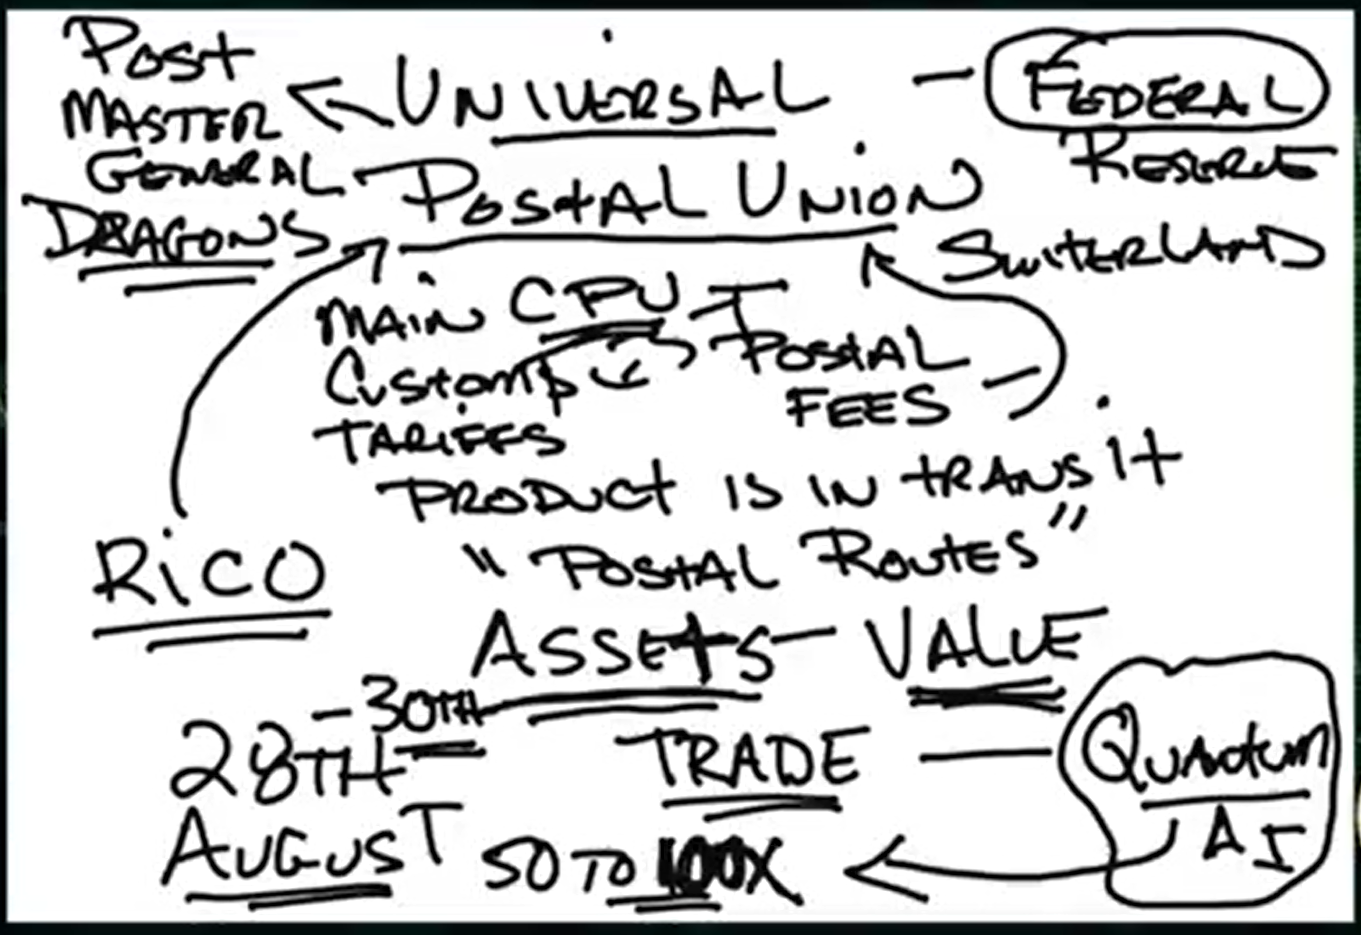 POST
MASTER
GENERAL
DRAGONS
UNIVERSAL
POSTAL UNION
FEDERAL
RESERVE
SWITERLAND
MAIN CPU
CUSTOMS
TARIFFS
POSTAL
FEES
PRODUCT IS IN TRANSIT
"POSTAL ROUTES"
RICO
ASSETS - VALUE
28TH - 30TH
AUGUST
TRADE
50 TO 100X
QUANTUM
AI